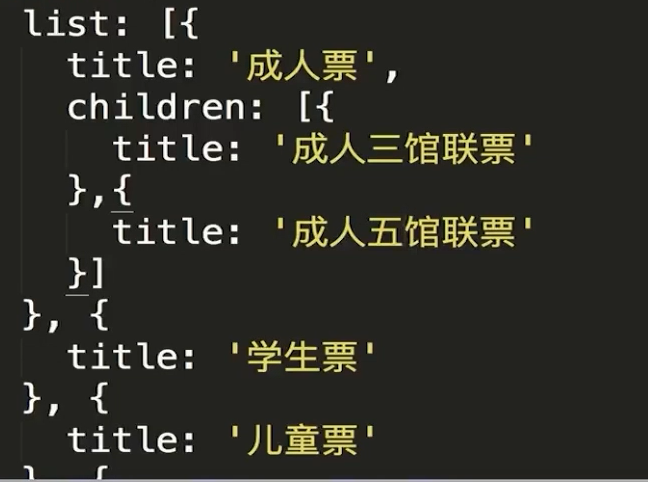 list: [{
title: '成人票',
children: [{
title: '成人三馆联票'
},{
title: '成人五馆联票'
}]
}, {
title: '学生票'
}, {
title: '儿童票'
}, {